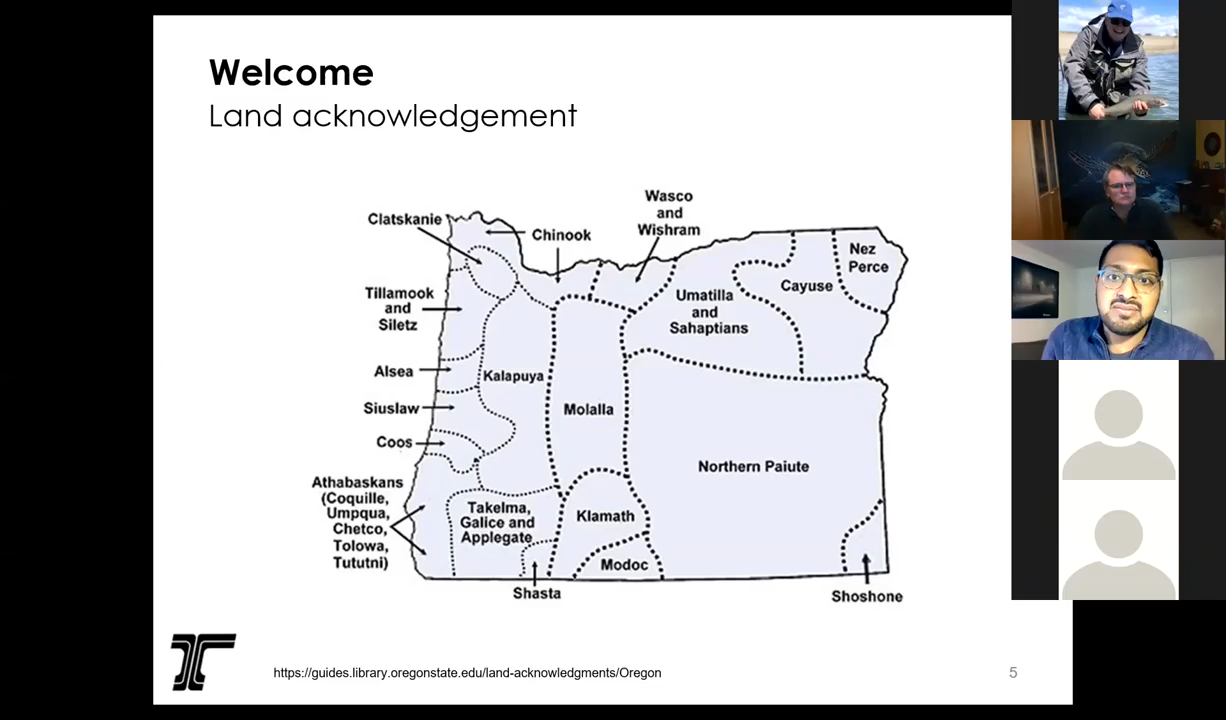 Welcome
Land acknowledgement
Wasco
and
Wishram
Clatskanie
Chinook
Nez
Perce
Cayuse
Tillamook
and
Siletz
Umatilla
and
Sahaptians
Alsea
Kalapuya
Siuslaw
Molalla
Coos
Northern Paiute
Athabaskans
(Coquille,
Umpqua,
Chetco,
Tolowa,
Tututni)
Takelma,
Galice and
Applegate
Klamath
Modoc
Shasta
Shoshone
https://guides.library.oregonstate.edu/land-acknowledgments/Oregon
5